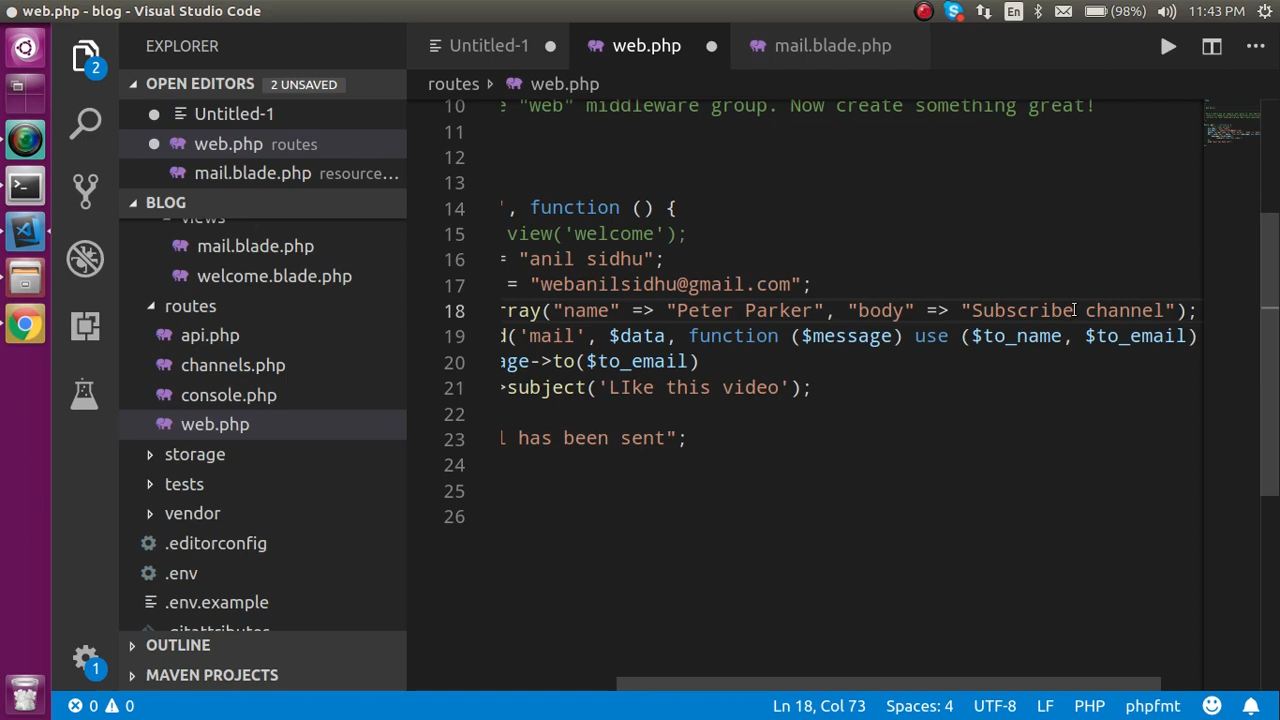 web.php - blog - Visual Studio Code
En
(98%)
11:43 PM
EXPLORER
Untitled-1
web.php
mail.blade.php
2
OPEN EDITORS
2 UNSAVED
routes
web.php
Untitled-1
web.php routes
mail.blade.php resource...
BLOG
views
mail.blade.php
welcome.blade.php
routes
api.php
channels.php
console.php
web.php
storage
tests
vendor
.editorconfig
.env
.env.example
.gitattributes
OUTLINE
MAVEN PROJECTS
1
10 e "web" middleware group. Now create something great!
11
12
13
14 ', function () {
15 view('welcome');
16 = "anil sidhu";
17 = "webanilsidhu@gmail.com";
18 rray("name" => "Peter Parker", "body" => "Subscribe channel");
19 d('mail', $data, function ($message) use ($to_name, $to_email)
20 age->to($to_email)
21 >subject('LIke this video');
22
23 l has been sent";
24
25
26
0 0
Ln 18, Col 73
Spaces: 4
UTF-8
LF
PHP
phpfmt